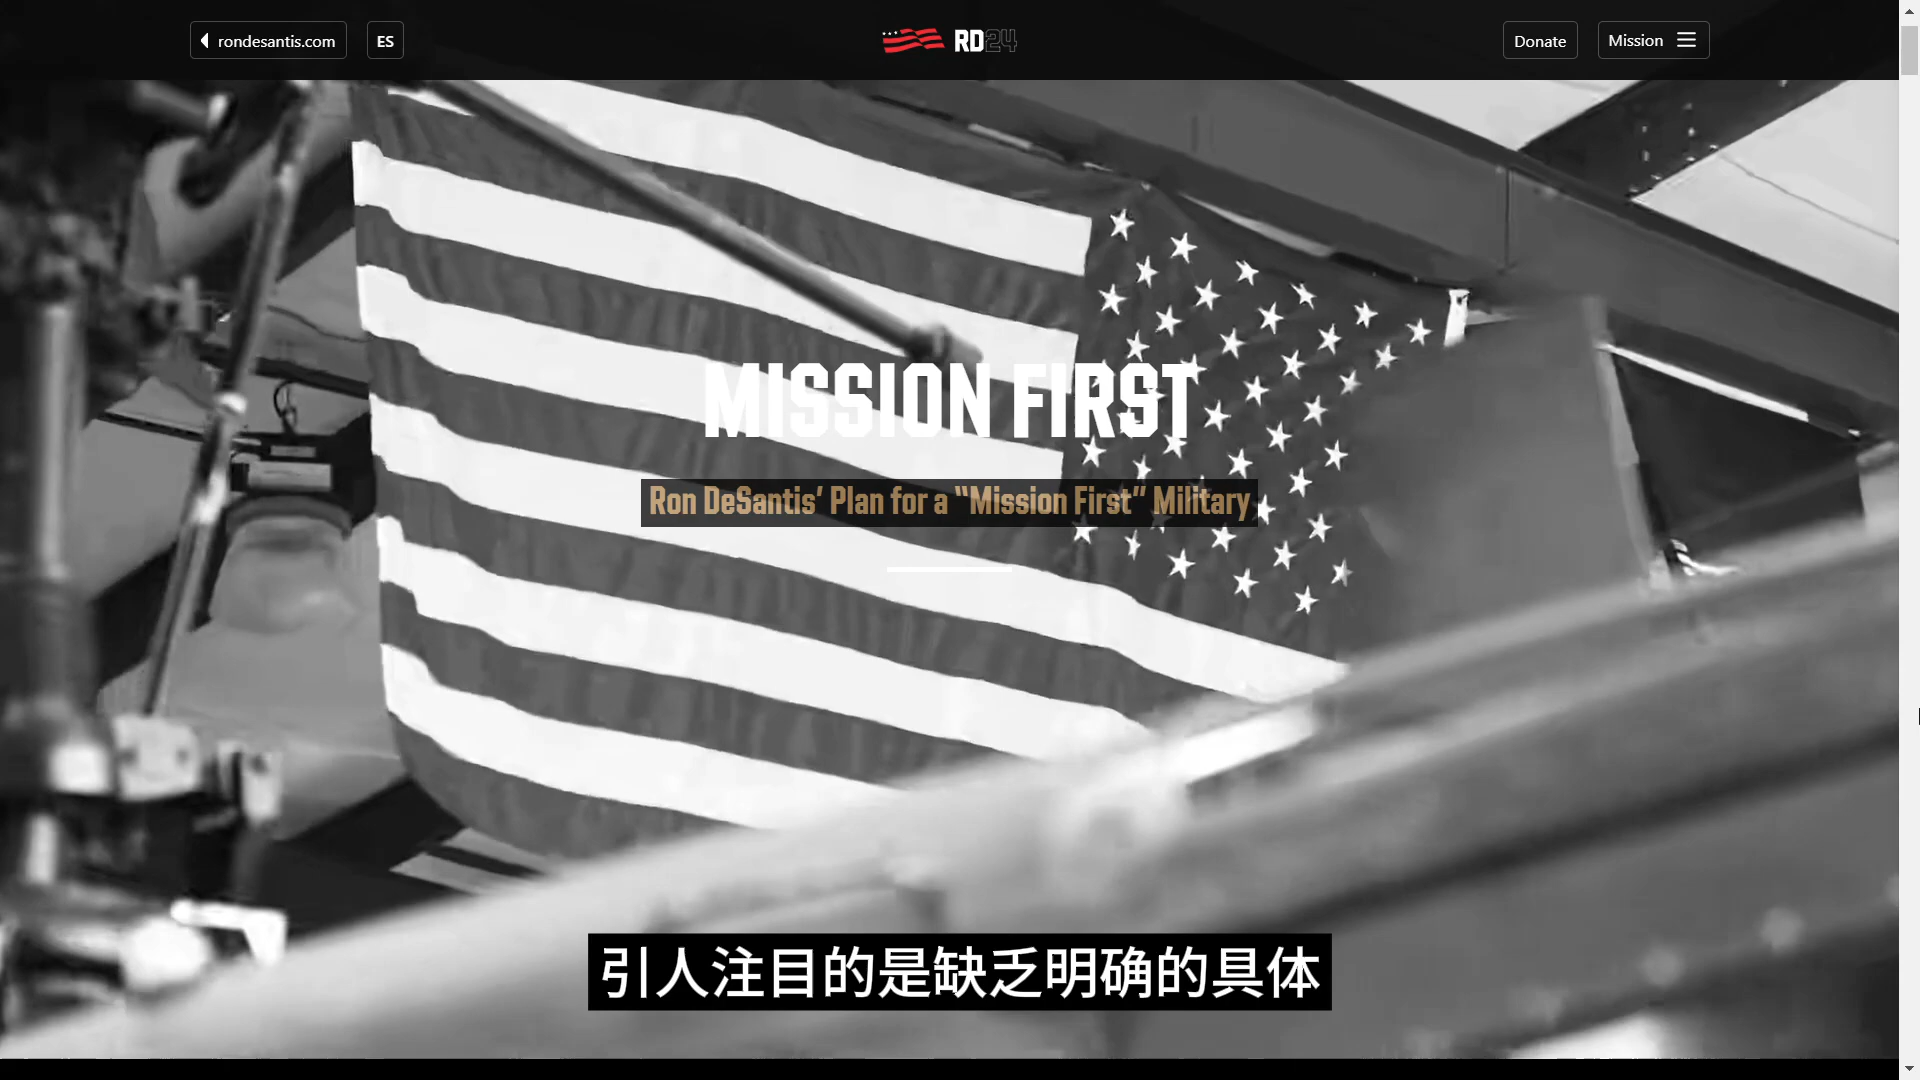 rondesantis.com
ES
RD24
Donate
Mission
MISSION FIRST
Ron DeSantis’ Plan for a “Mission First” Military
引人注目的是缺乏明确的具体